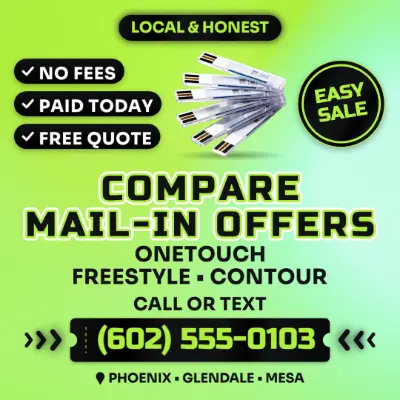 LOCAL & HONEST
NO FEES
PAID TODAY
FREE QUOTE
EASY
SALE
COMPARE
MAIL-IN OFFERS
ONETOUCH
FREESTYLE • CONTOUR
CALL OR TEXT
(602) 555-0103
PHOENIX • GLENDALE • MESA